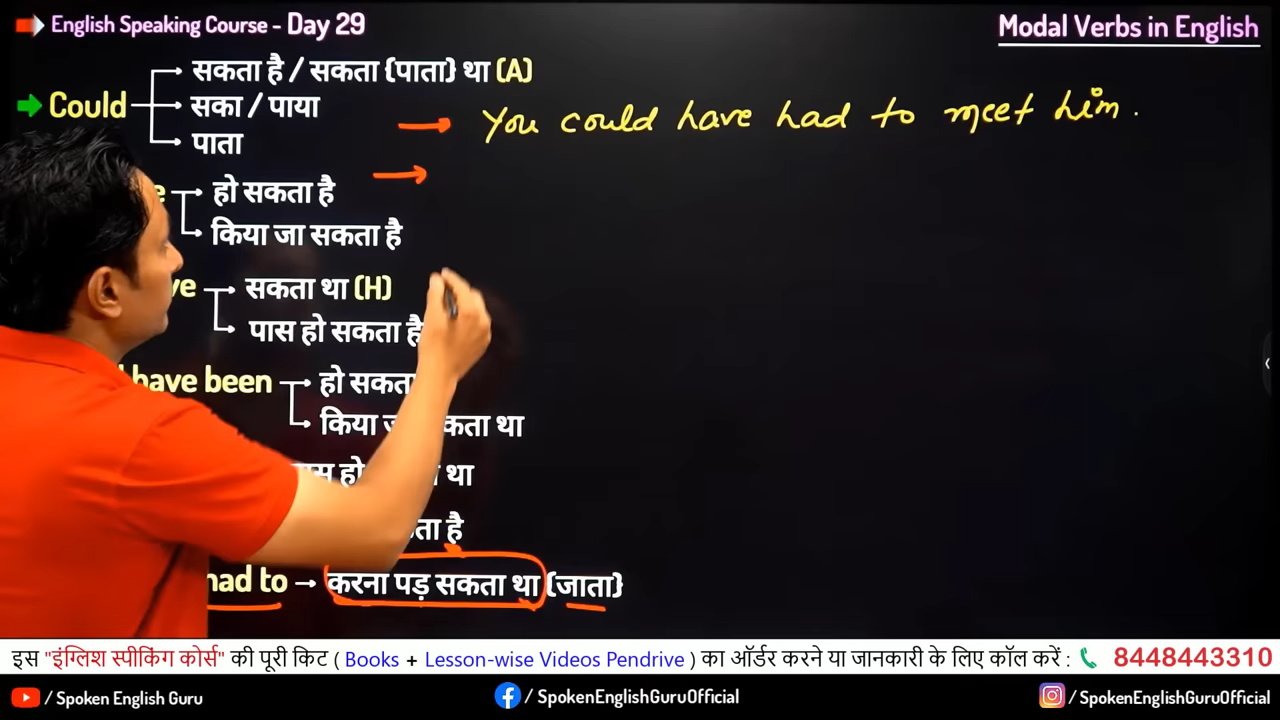 English Speaking Course - Day 29
Modal Verbs in English
सकता है / सकता {पाता} था (A)
Could
सका / पाया
पाता
You could have had to meet him.
हो सकता है
किया जा सकता है
सकता था (H)
पास हो सकता है
have been
हो सकता
किया सकता था
था
है
had to → करना पड़ सकता था {जाता}
इस "इंग्लिश स्पीकिंग कोर्स" की पूरी किट ( Books + Lesson-wise Videos Pendrive ) का ऑर्डर करने या जानकारी के लिए कॉल करें : 8448443310
/ Spoken English Guru
/ SpokenEnglishGuruOfficial
/ SpokenEnglishGuruOfficial